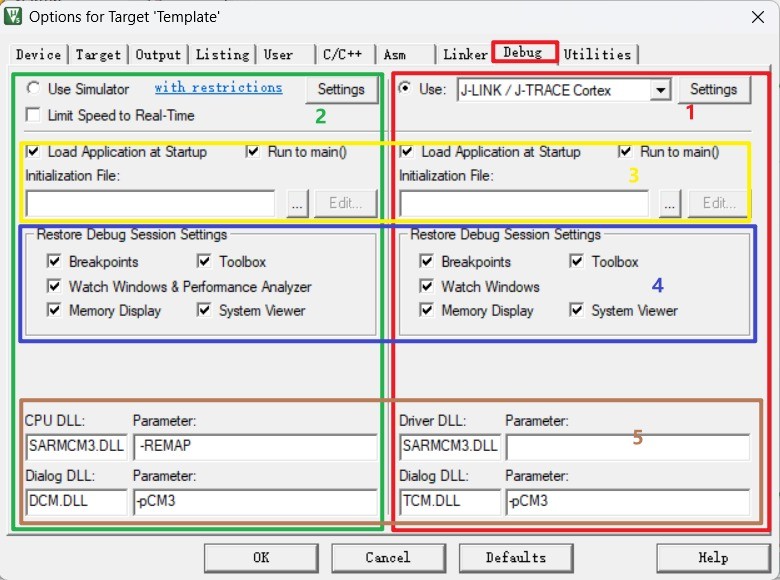 Options for Target 'Template'
Device Target Output Listing User C/C++ Asm Linker Debug Utilities
Use Simulator with restrictions Settings
Limit Speed to Real-Time
2
Load Application at Startup Run to main()
Initialization File:
... Edit...
Restore Debug Session Settings
Breakpoints Toolbox
Watch Windows & Performance Analyzer
Memory Display System Viewer
CPU DLL: Parameter:
SARMCM3.DLL -REMAP
Dialog DLL: Parameter:
DCM.DLL -pCM3
Use: J-LINK / J-TRACE Cortex Settings
1
Load Application at Startup Run to main()
Initialization File: 3
... Edit...
Restore Debug Session Settings
Breakpoints Toolbox
Watch Windows 4
Memory Display System Viewer
Driver DLL: Parameter:
SARMCM3.DLL 5
Dialog DLL: Parameter:
TCM.DLL -pCM3
OK Cancel Defaults Help